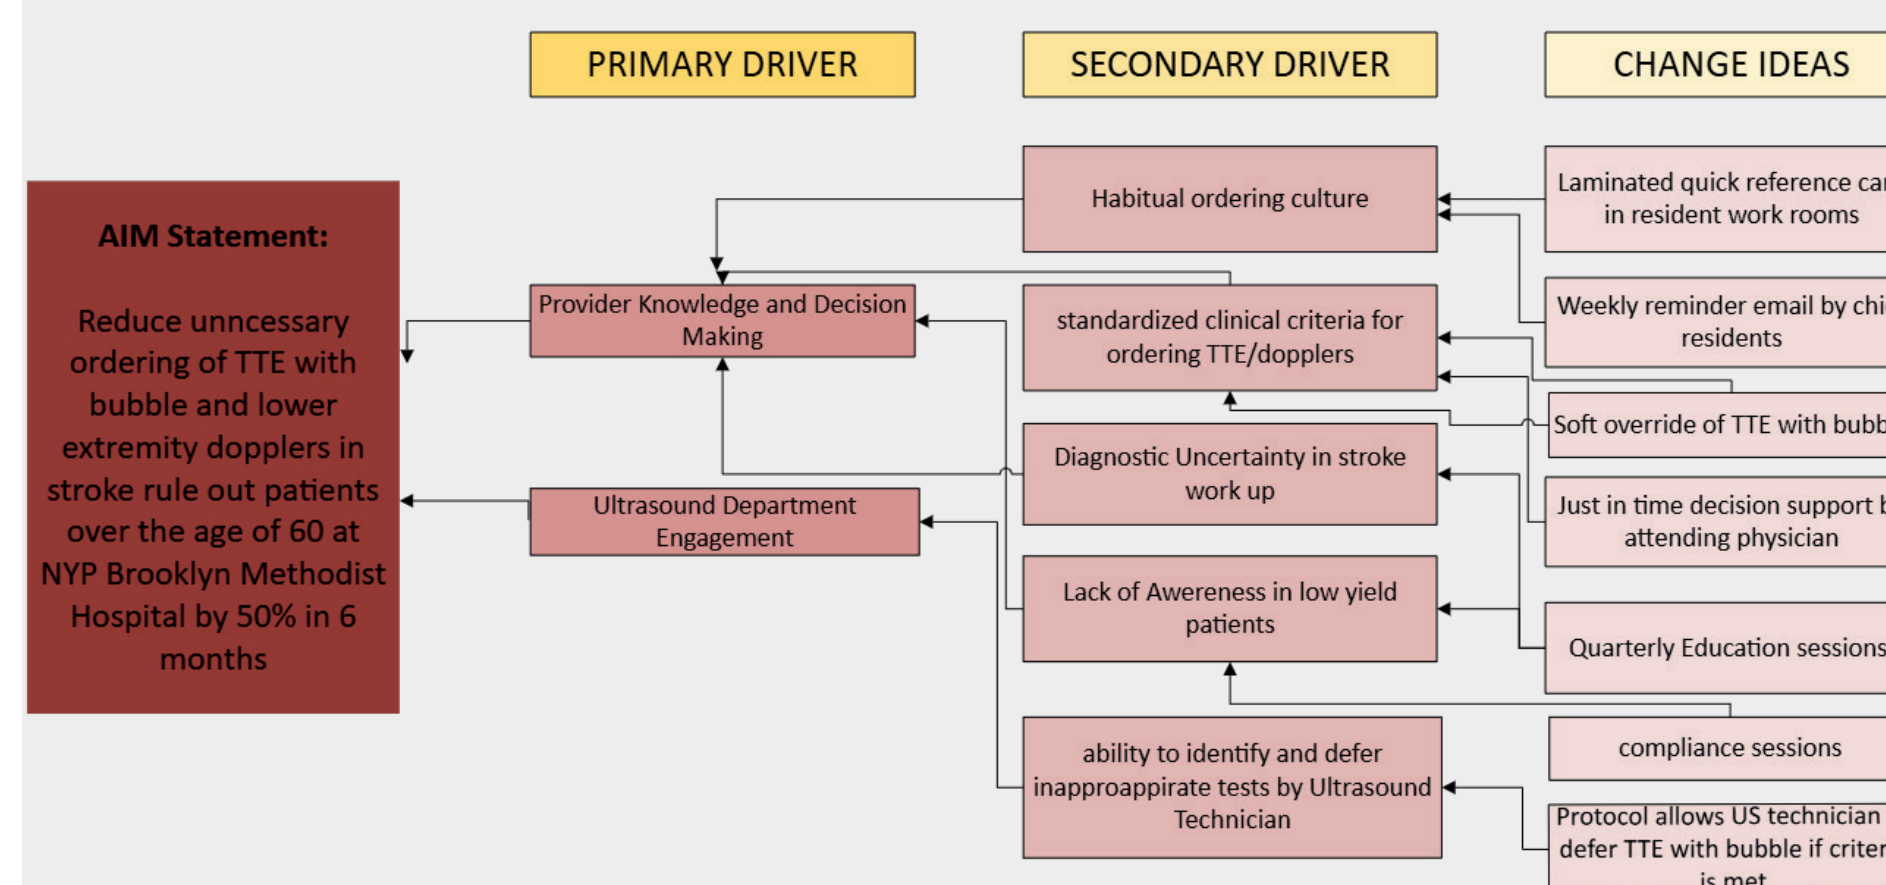 PRIMARY DRIVER
SECONDARY DRIVER
CHANGE IDEAS
AIM Statement:
Reduce unncessary
ordering of TTE with
bubble and lower
extremity dopplers in
stroke rule out patients
over the age of 60 at
NYP Brooklyn Methodist
Hospital by 50% in 6
months
Provider Knowledge and Decision
Making
Ultrasound Department
Engagement
Habitual ordering culture
standardized clinical criteria for
ordering TTE/dopplers
Diagnostic Uncertainty in stroke
work up
Lack of Awereness in low yield
patients
ability to identify and defer
inapproappirate tests by Ultrasound
Technician
Laminated quick reference
in resident work rooms
Weekly reminder email by
residents
Soft override of TTE with
Just in time decision support
attending physician
Quarterly Education sessions
compliance sessions
Protocol allows US technician
defer TTE with bubble if
is met